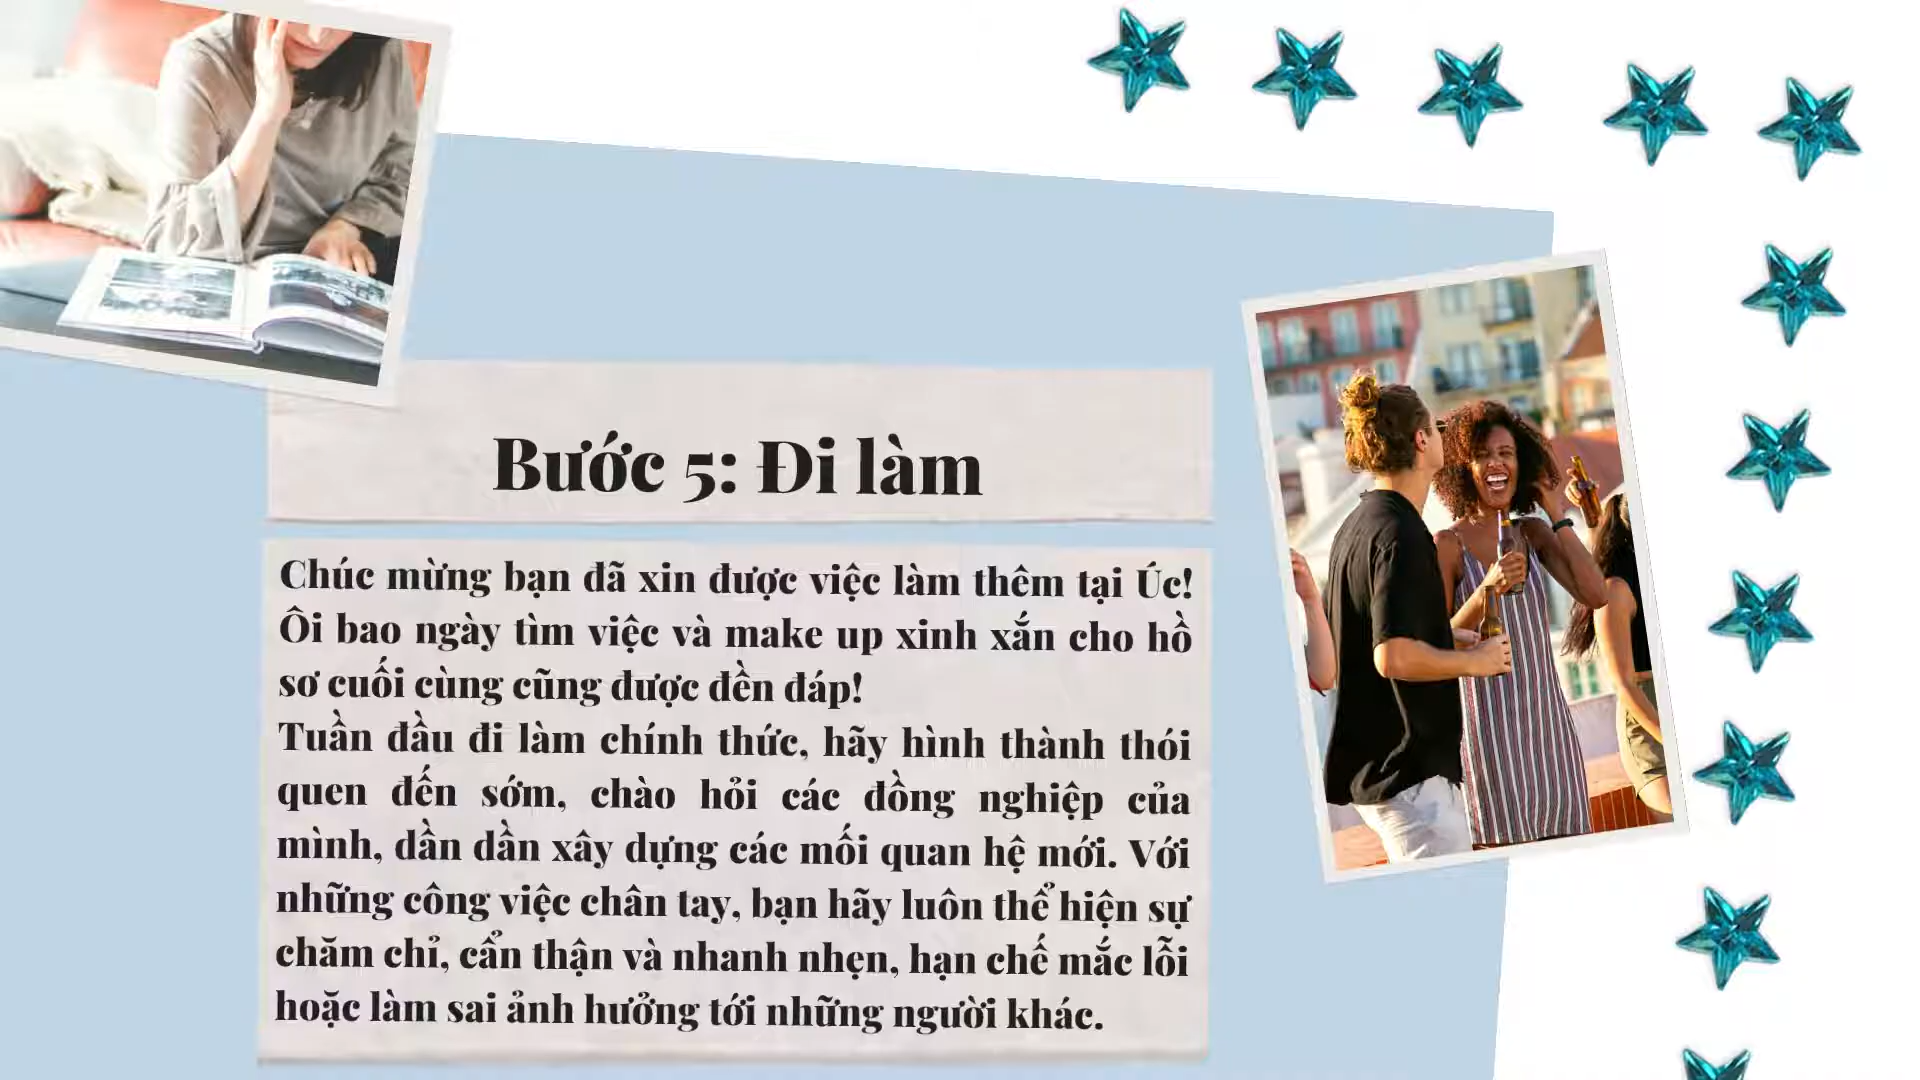 Bước 5: Đi làm
Chúc mừng bạn đã xin được việc làm thêm tại Úc!
Ôi bao ngày tìm việc và make up xinh xắn cho hồ
sơ cuối cùng cũng được đền đáp!
Tuần đầu đi làm chính thức, hãy hình thành thói
quen đến sớm, chào hỏi các đồng nghiệp của
mình, dần dần xây dựng các mối quan hệ mới. Với
những công việc chân tay, bạn hãy luôn thể hiện sự
chăm chỉ, cẩn thận và nhanh nhẹn, hạn chế mắc lỗi
hoặc làm sai ảnh hưởng tới những người khác.